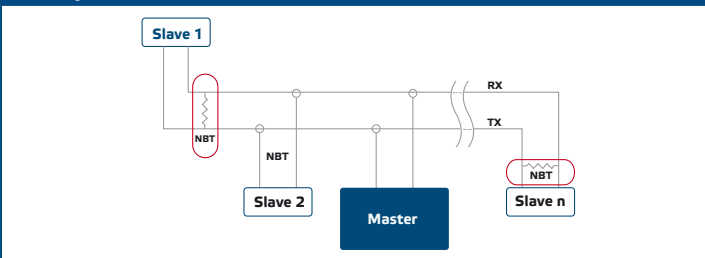 Slave 1
RX
TX
NBT
NBT
NBT
Slave 2
Master
Slave n